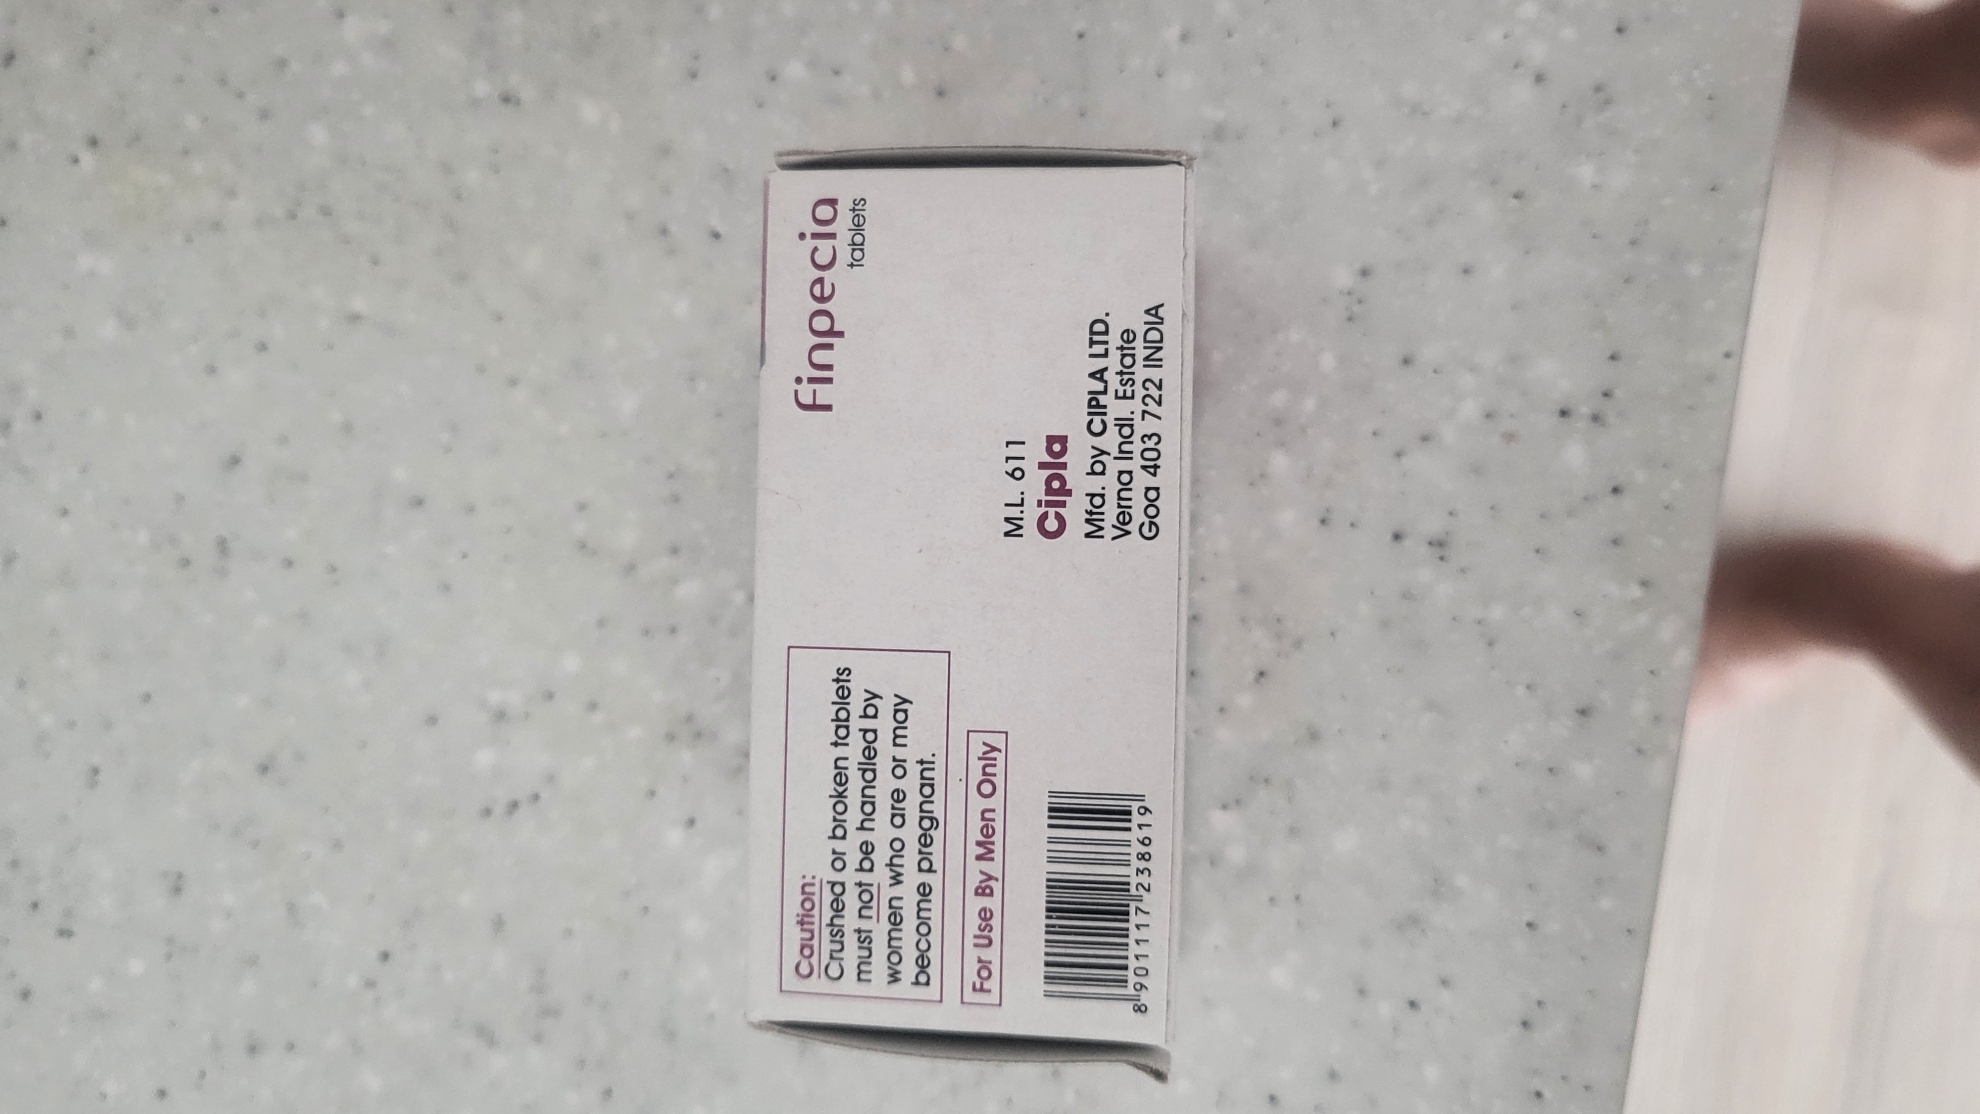 finpecia
tablets
Caution:
Crushed or broken tablets
must not be handled by
women who are or may
become pregnant.
For Use By Men Only
M.L. 611
Cipla
Mfd. by CIPLA LTD.
Verna Indl. Estate
Goa 403 722 INDIA
8 901117 238619